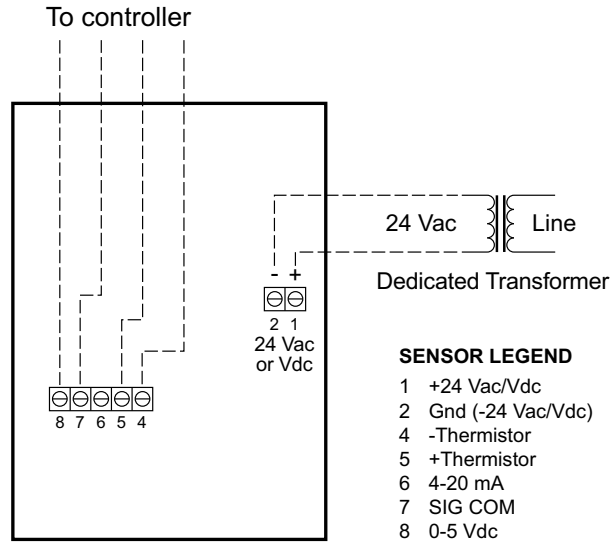 To controller
24 Vac
Line
Dedicated Transformer
- +
2 1
24 Vac
or Vdc
8 7 6 5 4
SENSOR LEGEND
1 +24 Vac/Vdc
2 Gnd (-24 Vac/Vdc)
4 -Thermistor
5 +Thermistor
6 4-20 mA
7 SIG COM
8 0-5 Vdc